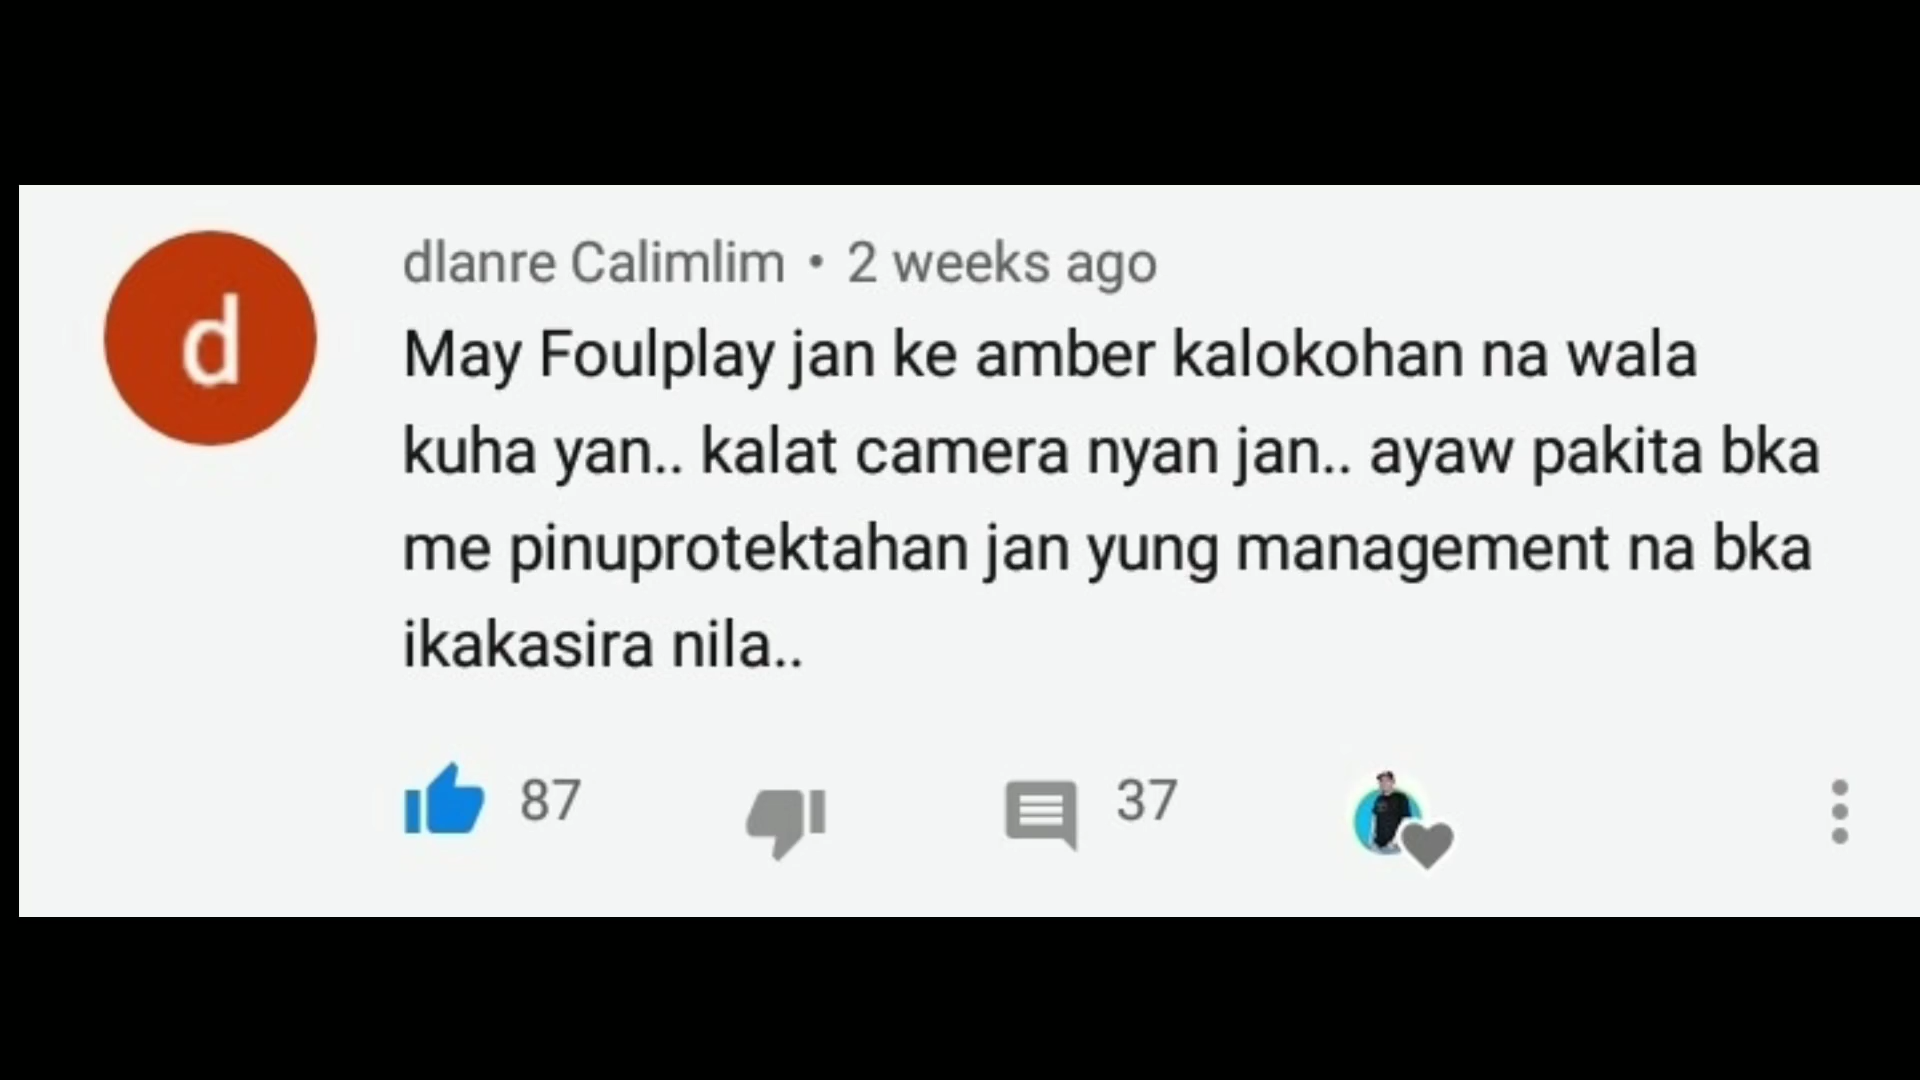 d
dlanre Calimlim • 2 weeks ago
May Foulplay jan ke amber kalokohan na wala
kuha yan.. kalat camera nyan jan.. ayaw pakita bka
me pinuprotektahan jan yung management na bka
ikakasira nila..
87 37